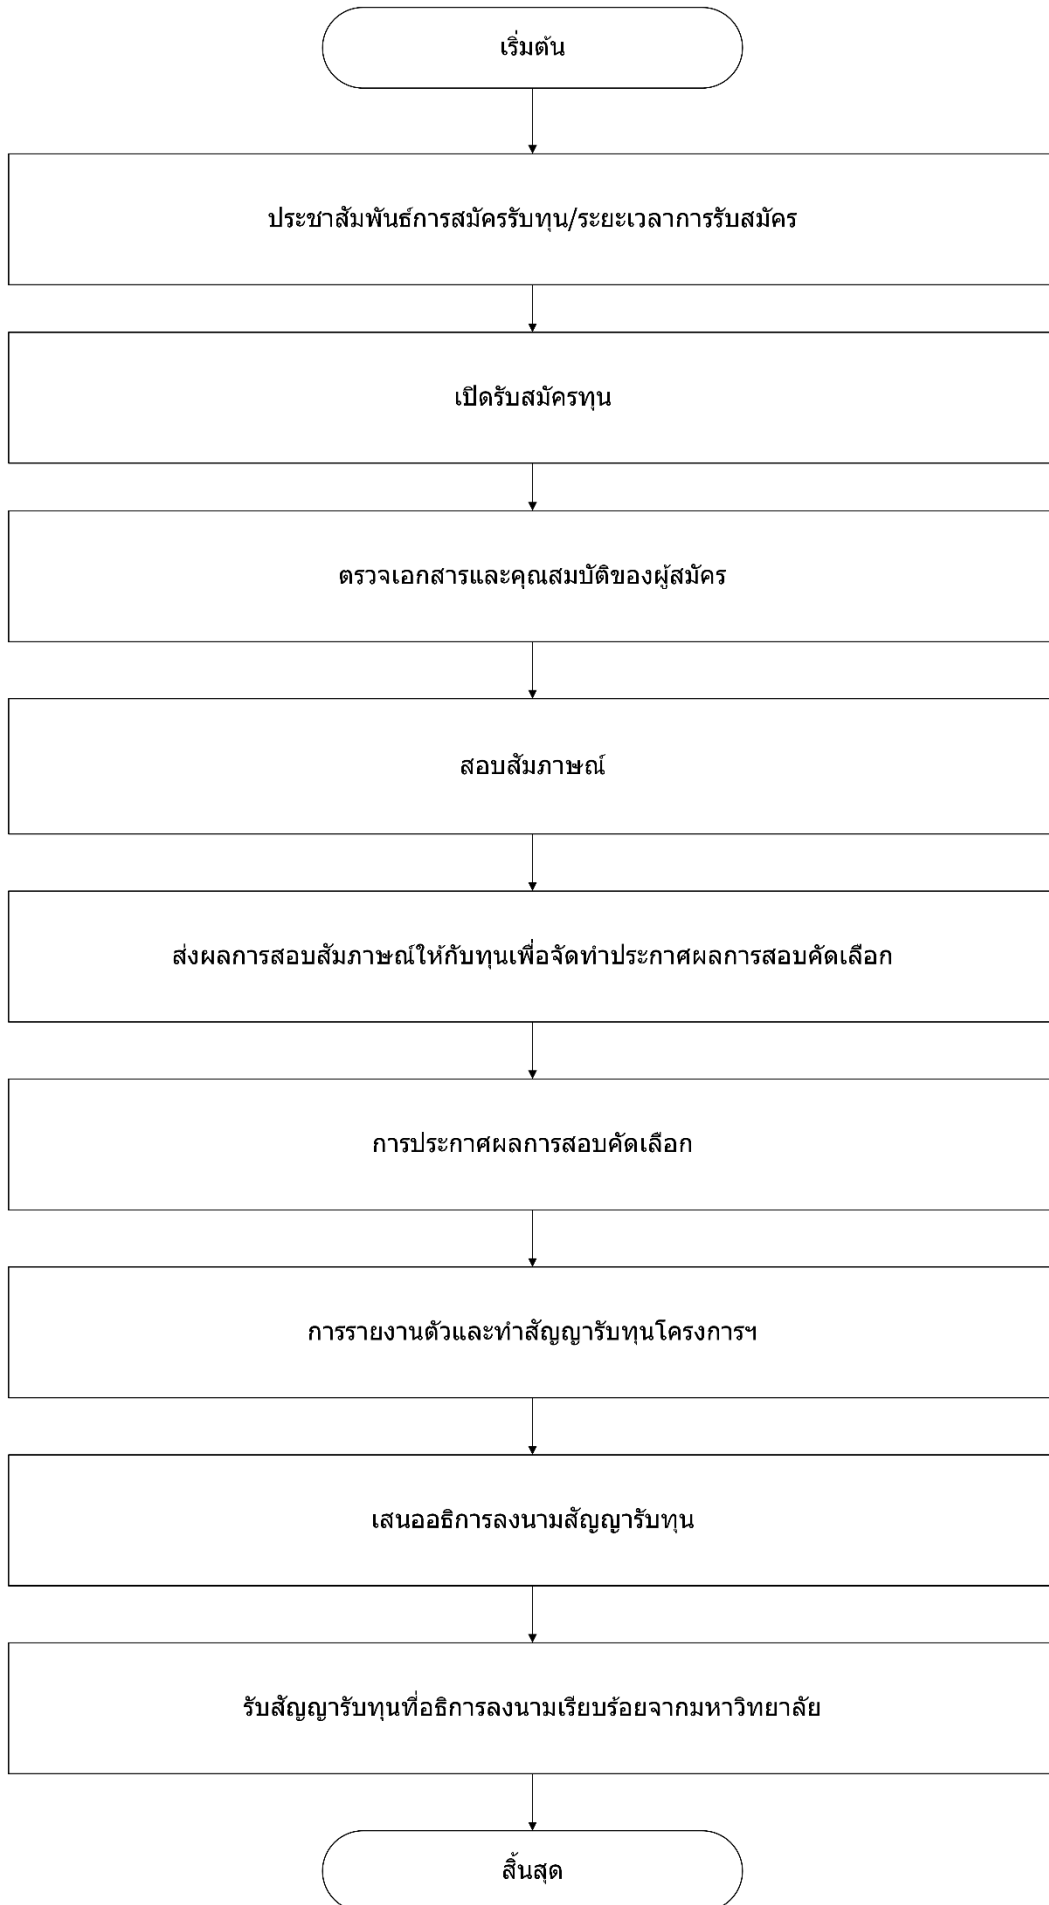 เริ่มต้น
ประชาสัมพันธ์การสมัครรับทุน/ระยะเวลาการรับสมัคร
เปิดรับสมัครทุน
ตรวจเอกสารและคุณสมบัติของผู้สมัคร
สอบสัมภาษณ์
ส่งผลการสอบสัมภาษณ์ให้กับทุนเพื่อจัดทำประกาศผลการสอบคัดเลือก
การประกาศผลการสอบคัดเลือก
การรายงานตัวและทำสัญญารับทุนโครงการฯ
เสนออธิการลงนามสัญญารับทุน
รับสัญญารับทุนที่อธิการลงนามเรียบร้อยจากมหาวิทยาลัย
สิ้นสุด